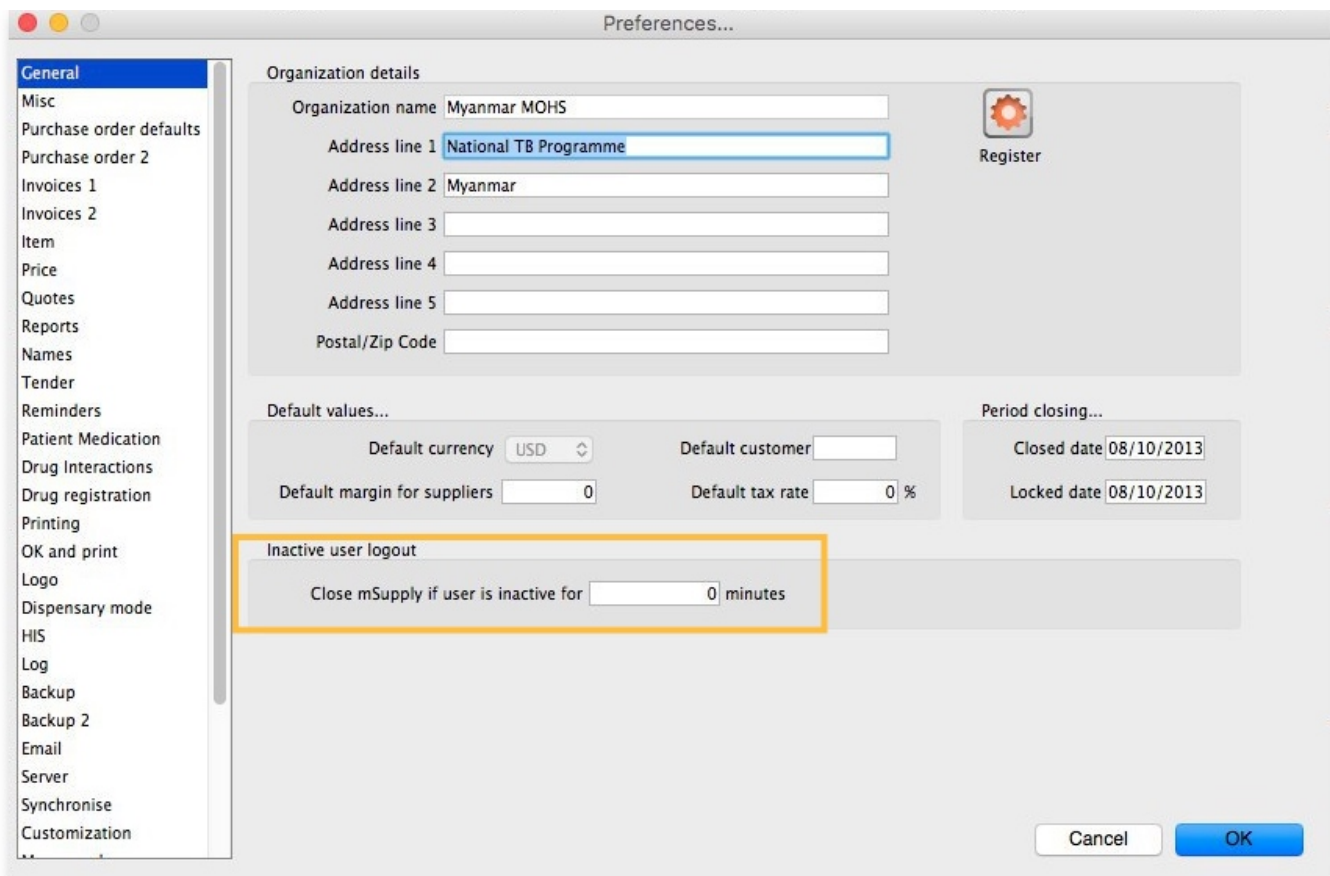 Preferences...
General
Misc
Purchase order defaults
Purchase order 2
Invoices 1
Invoices 2
Item
Price
Quotes
Reports
Names
Tender
Reminders
Patient Medication
Drug Interactions
Drug registration
Printing
OK and print
Logo
Dispensary mode
HIS
Log
Backup
Backup 2
Email
Server
Synchronise
Customization
Organization details
Organization name Myanmar MOHS
Address line 1 National TB Programme
Address line 2 Myanmar
Address line 3
Address line 4
Address line 5
Postal/Zip Code
Register
Default values...
Default currency USD Default customer
Default margin for suppliers 0 Default tax rate 0 %
Period closing...
Closed date 08/10/2013
Locked date 08/10/2013
Inactive user logout
Close mSupply if user is inactive for 0 minutes
Cancel OK